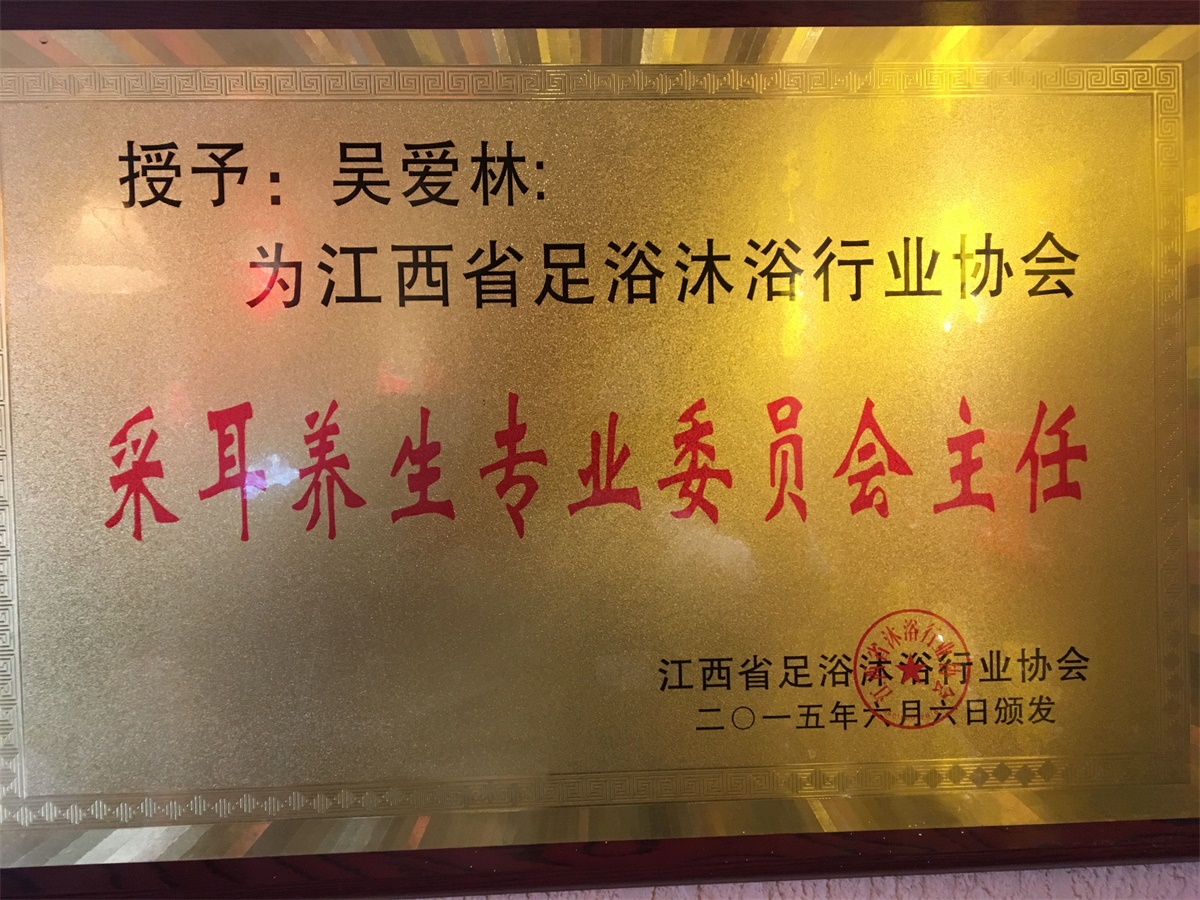 授予：吴爱林:
为江西省足浴沐浴行业协会
采耳养生专业委员会主任
江西省足浴沐浴行业协会
二〇一五年六月六日颁发